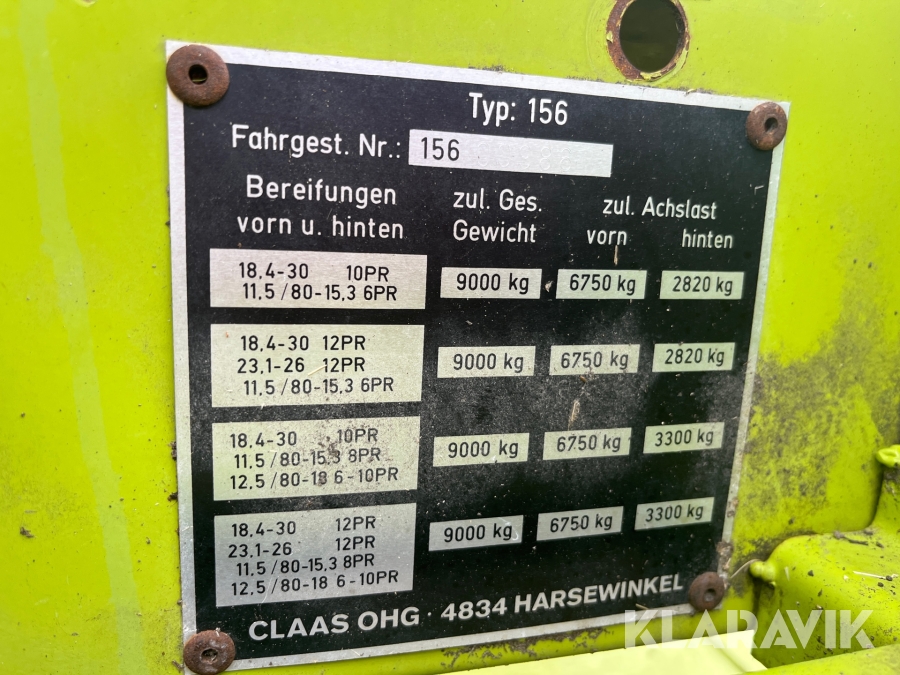 Typ: 156
Fahrgest. Nr.: 156
Bereifungen zul. Ges. zul. Achslast
vorn u. hinten Gewicht vorn hinten
18,4-30 10PR
11,5/80-15,3 6PR
9000 kg 6750 kg 2820 kg
18,4-30 12PR
23,1-26 12PR
11,5/80-15,3 6PR
9000 kg 6750 kg 2820 kg
18,4-30 10PR
11,5/80-15,3 8PR
12,5/80-18 6-10PR
9000 kg 6750 kg 3300 kg
18,4-30 12PR
23,1-26 12PR
11,5/80-15,3 8PR
12,5/80-18 6-10PR
9000 kg 6750 kg 3300 kg
CLAAS OHG · 4834 HARSEWINKEL
KLARAVIK